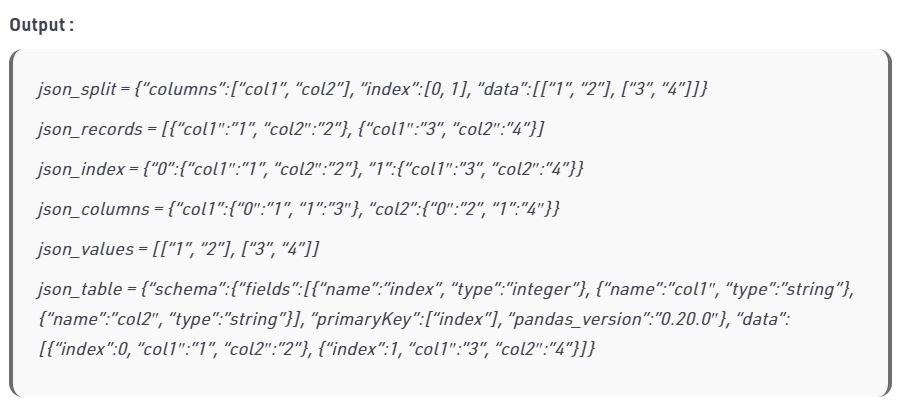 Output :
json_split = {“columns”:[“col1”, “col2”], “index”:[0, 1], “data”:[[“1”, “2”], [“3”, “4”]]}
json_records = [{“col1″:”1”, “col2″:”2”}, {“col1″:”3”, “col2″:”4”}]
json_index = {“0”:{“col1″:”1”, “col2″:”2”}, “1”:{“col1″:”3”, “col2″:”4”}}
json_columns = {“col1”:{“0″:”1”, “1”:”3″}, “col2”:{“0″:”2”, “1”:”4″}}
json_values = [[“1”, “2”], [“3”, “4”]]
json_table = {“schema”:{“fields”:[{“name”:”index”, “type”:”integer”}, {“name”:”col1″, “type”:”string”},
{“name”:”col2″, “type”:”string”}], “primaryKey”:[“index”], “pandas_version”:”0.20.0″}, “data”:
[{“index”:0, “col1″:”1”, “col2″:”2”}, {“index”:1, “col1″:”3”, “col2″:”4”}]}